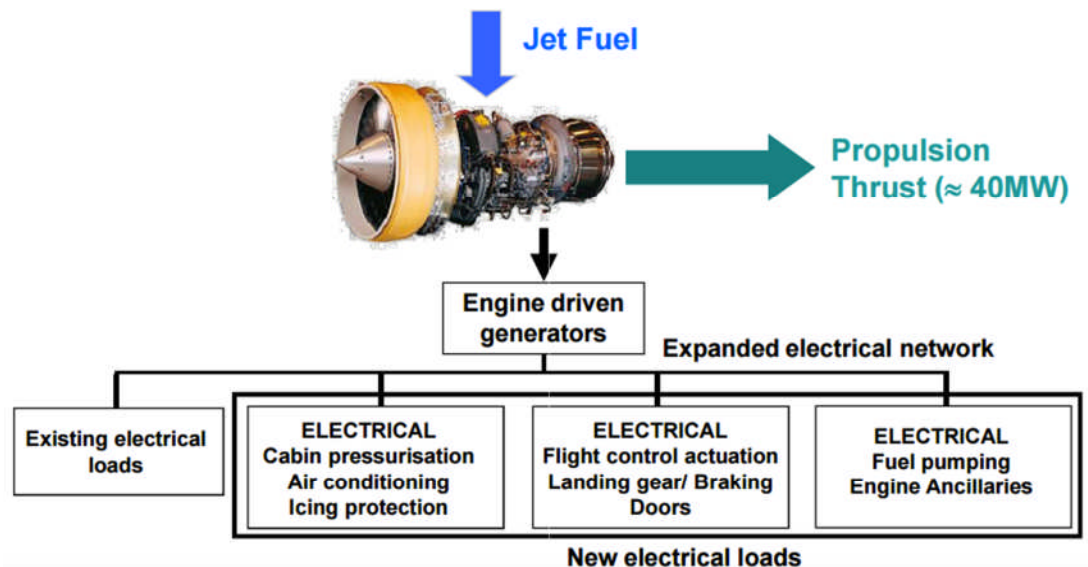 Jet Fuel
Propulsion
Thrust (≈ 40MW)
Engine driven
generators
Expanded electrical network
Existing electrical
loads
ELECTRICAL
Cabin pressurisation
Air conditioning
Icing protection
ELECTRICAL
Flight control actuation
Landing gear/ Braking
Doors
ELECTRICAL
Fuel pumping
Engine Ancillaries
New electrical loads